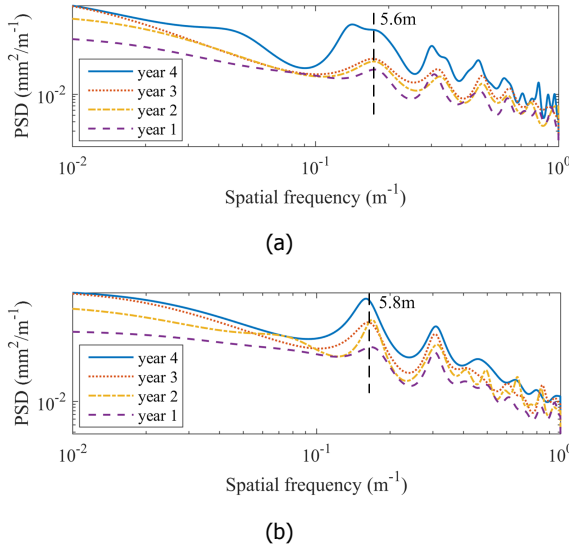 5.6m
PSD (mm²/m⁻¹)
10⁻²
year 4
year 3
year 2
year 1
10⁻² 10⁻¹ 10⁰
Spatial frequency (m⁻¹)
(a)
5.8m
PSD (mm²/m⁻¹)
10⁻²
year 4
year 3
year 2
year 1
10⁻² 10⁻¹ 10⁰
Spatial frequency (m⁻¹)
(b)